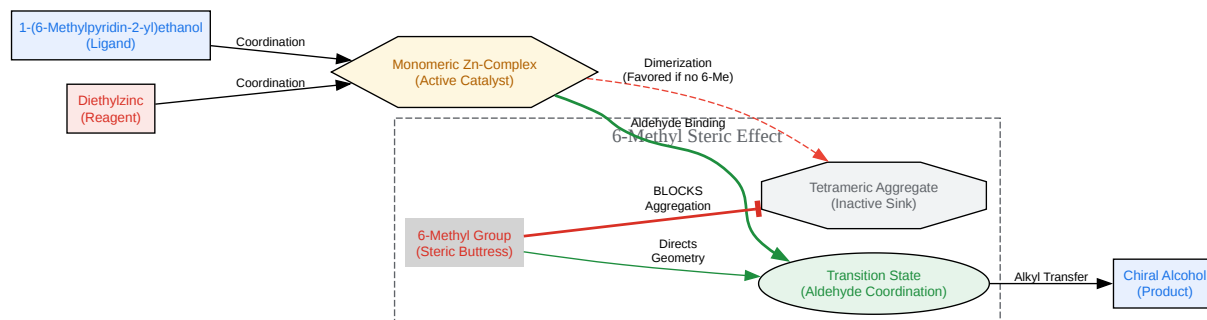 1-(6-Methylpyridin-2-yl)ethanol
(Ligand)
Coordination
Diethylzinc
(Reagent)
Coordination
Monomeric Zn-Complex
(Active Catalyst)
Dimerization
(Favored if no 6-Me)
Aldehyde Binding
6-Methyl Steric Effect
Tetrameric Aggregate
(Inactive Sink)
BLOCKS
Aggregation
6-Methyl Group
(Steric Buttress)
Directs
Geometry
Transition State
(Aldehyde Coordination)
Alkyl Transfer
Chiral Alcohol
(Product)